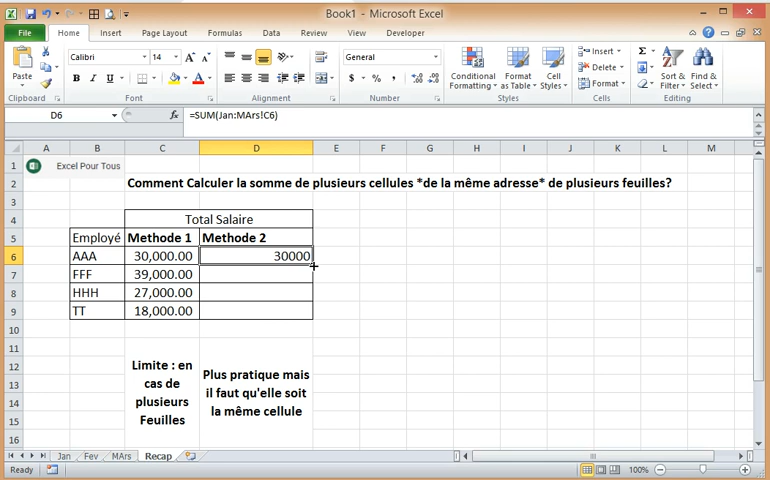 Book1 - Microsoft Excel
File Home Insert Page Layout Formulas Data Review View Developer
Calibri 14 A A General Insert Σ
Paste B I U A $ % , Conditional Formatting Format as Table Cell Styles Delete Format Sort & Filter Find & Select
Clipboard Font Alignment Number Styles Cells Editing
D6 fx =SUM(Jan:MArs!C6)
A B C D E F G H I J K L M
1 Excel Pour Tous
2 Comment Calculer la somme de plusieurs cellules *de la même adresse* de plusieurs feuilles?
3
4 Total Salaire
5 Employé Methode 1 Methode 2
6 AAA 30,000.00 30000
7 FFF 39,000.00
8 HHH 27,000.00
9 TT 18,000.00
10
11
12 Limite : en
13 cas de
14 plusieurs
15 Feuilles
16
Plus pratique mais
il faut qu'elle soit
la même cellule
Jan Fev MArs Recap
Ready 100%